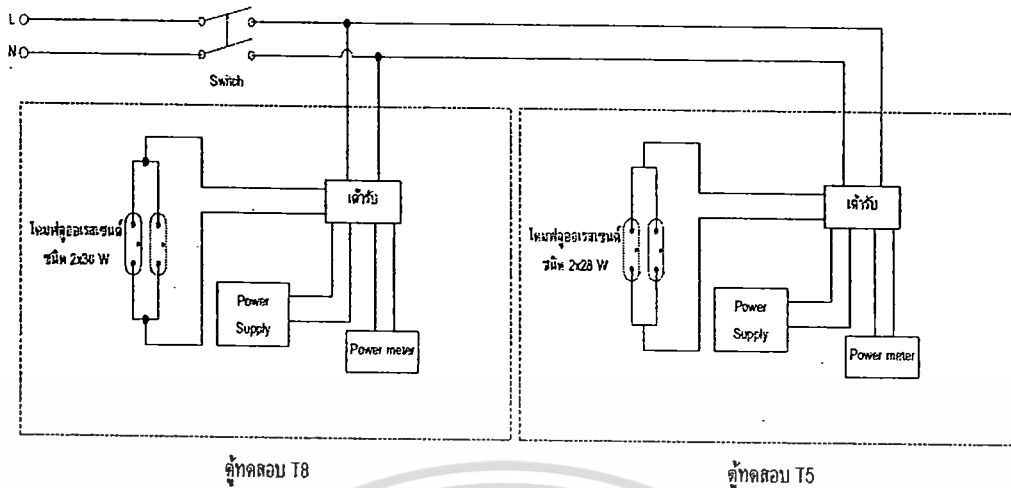 L
N
Switch
เต้ารับ
โคมฟลูออเรสเซนต์
ชนิด 2x36 W
Power
Supply
Power meter
ตู้ทดสอบ T8
เต้ารับ
โคมฟลูออเรสเซนต์
ชนิด 2x28 W
Power
Supply
Power meter
ตู้ทดสอบ T5